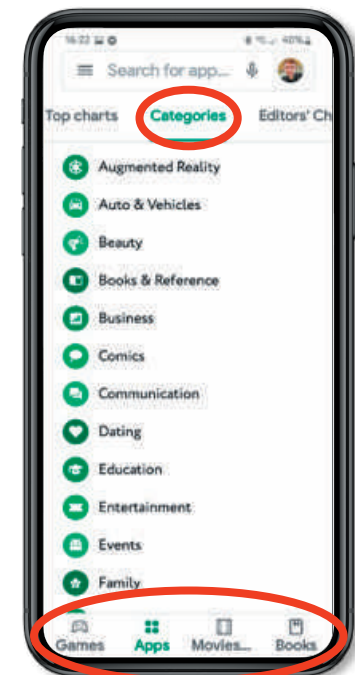 16:22
40%
Search for app...
Top charts Categories Editors' Ch
Augmented Reality
Auto & Vehicles
Beauty
Books & Reference
Business
Comics
Communication
Dating
Education
Entertainment
Events
Family
Games Apps Movies... Books